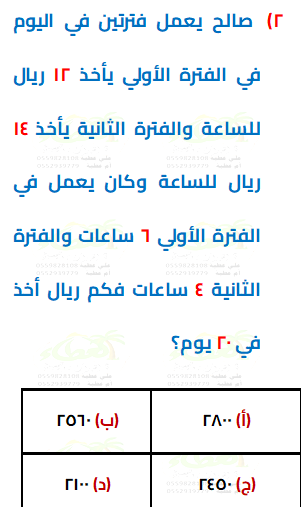 ٢) صالح يعمل فترتين في اليوم
في الفترة الأولي يأخذ ١٢ ريال
للساعة والفترة الثانية يأخذ ١٤
ريال للساعة وكان يعمل في
الفترة الأولي ٦ ساعات والفترة
الثانية ٤ ساعات فكم ريال أخذ
في ٢٠ يوم؟
(أ) ٢٨٠٠ (ب) ٢٥٦٠
(ج) ٢٤٥٠ (د) ٢١٠٠